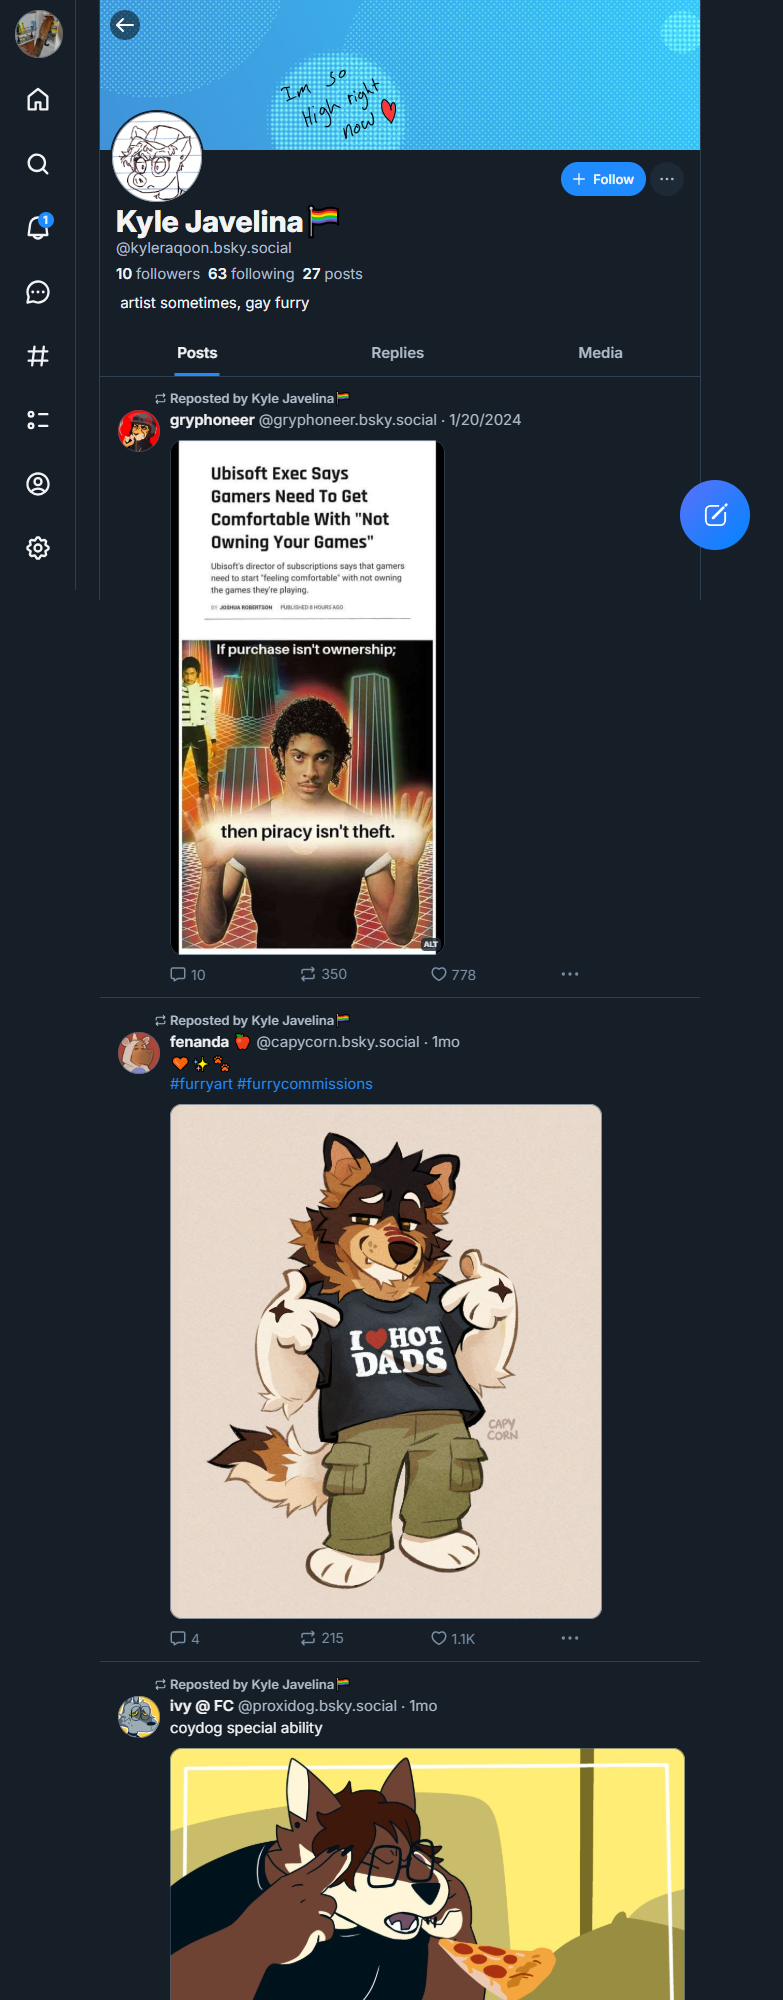 Im so
High right
now
1
+ Follow
Kyle Javelina🏳️‍🌈
@kyleraqoon.bsky.social
10 followers 63 following 27 posts
artist sometimes, gay furry
Posts Replies Media
Reposted by Kyle Javelina🏳️‍🌈
gryphoneer @gryphoneer.bsky.social · 1/20/2024
Ubisoft Exec Says
Gamers Need To Get
Comfortable With "Not
Owning Your Games"
Ubisoft's director of subscriptions says that gamers
need to start "feeling comfortable" with not owning
the games they're playing.
BY JOSHUA ROBERTSON PUBLISHED 8 HOURS AGO
If purchase isn't ownership;
then piracy isn't theft.
ALT
10 350 778
Reposted by Kyle Javelina🏳️‍🌈
fenanda 🍎 @capycorn.bsky.social · 1mo
🧡 ✨ 🐾
#furryart #furrycommissions
I ❤ HOT
DADS
CAPY
CORN
4 215 1.1K
Reposted by Kyle Javelina🏳️‍🌈
ivy @ FC @proxidog.bsky.social · 1mo
coydog special ability